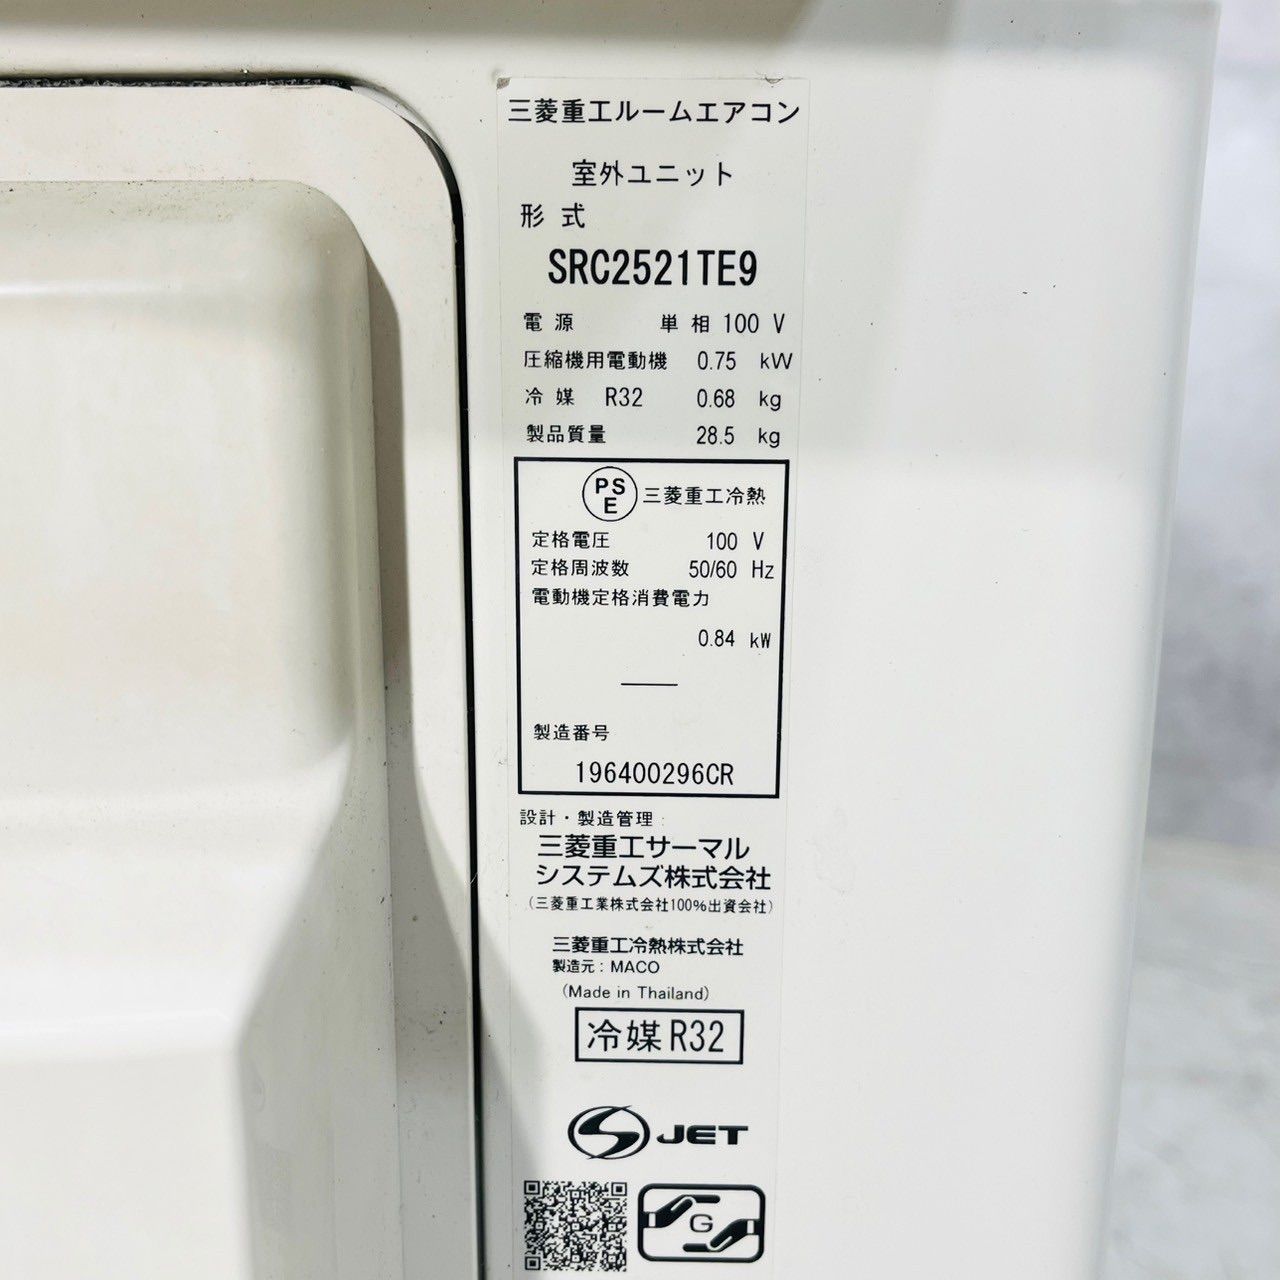 三菱重工ルームエアコン
室外ユニット
形 式
SRC2521TE9
電 源 単 相 100 V
圧縮機用電動機 0.75 kW
冷 媒 R32 0.68 kg
製品質量 28.5 kg
PSE 三菱重工冷熱
定格電圧 100 V
定格周波数 50/60 Hz
電動機定格消費電力
0.84 kW
製造番号
196400296CR
設計・製造管理:
三菱重工サーマル
システムズ株式会社
(三菱重工業株式会社100%出資会社)
三菱重工冷熱株式会社
製造元:MACO
(Made in Thailand)
冷媒 R32
JET
G